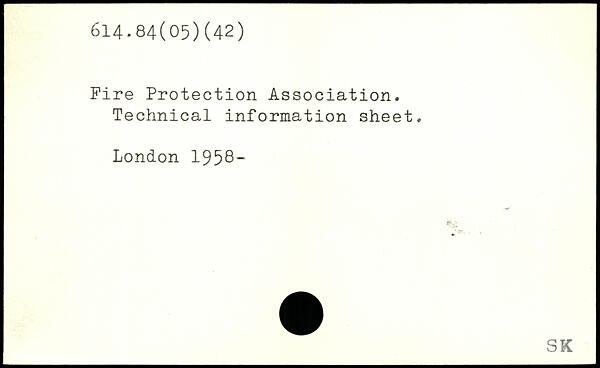 614.84(05)(42)
Fire Protection Association.
Technical information sheet.
London 1958-
SK